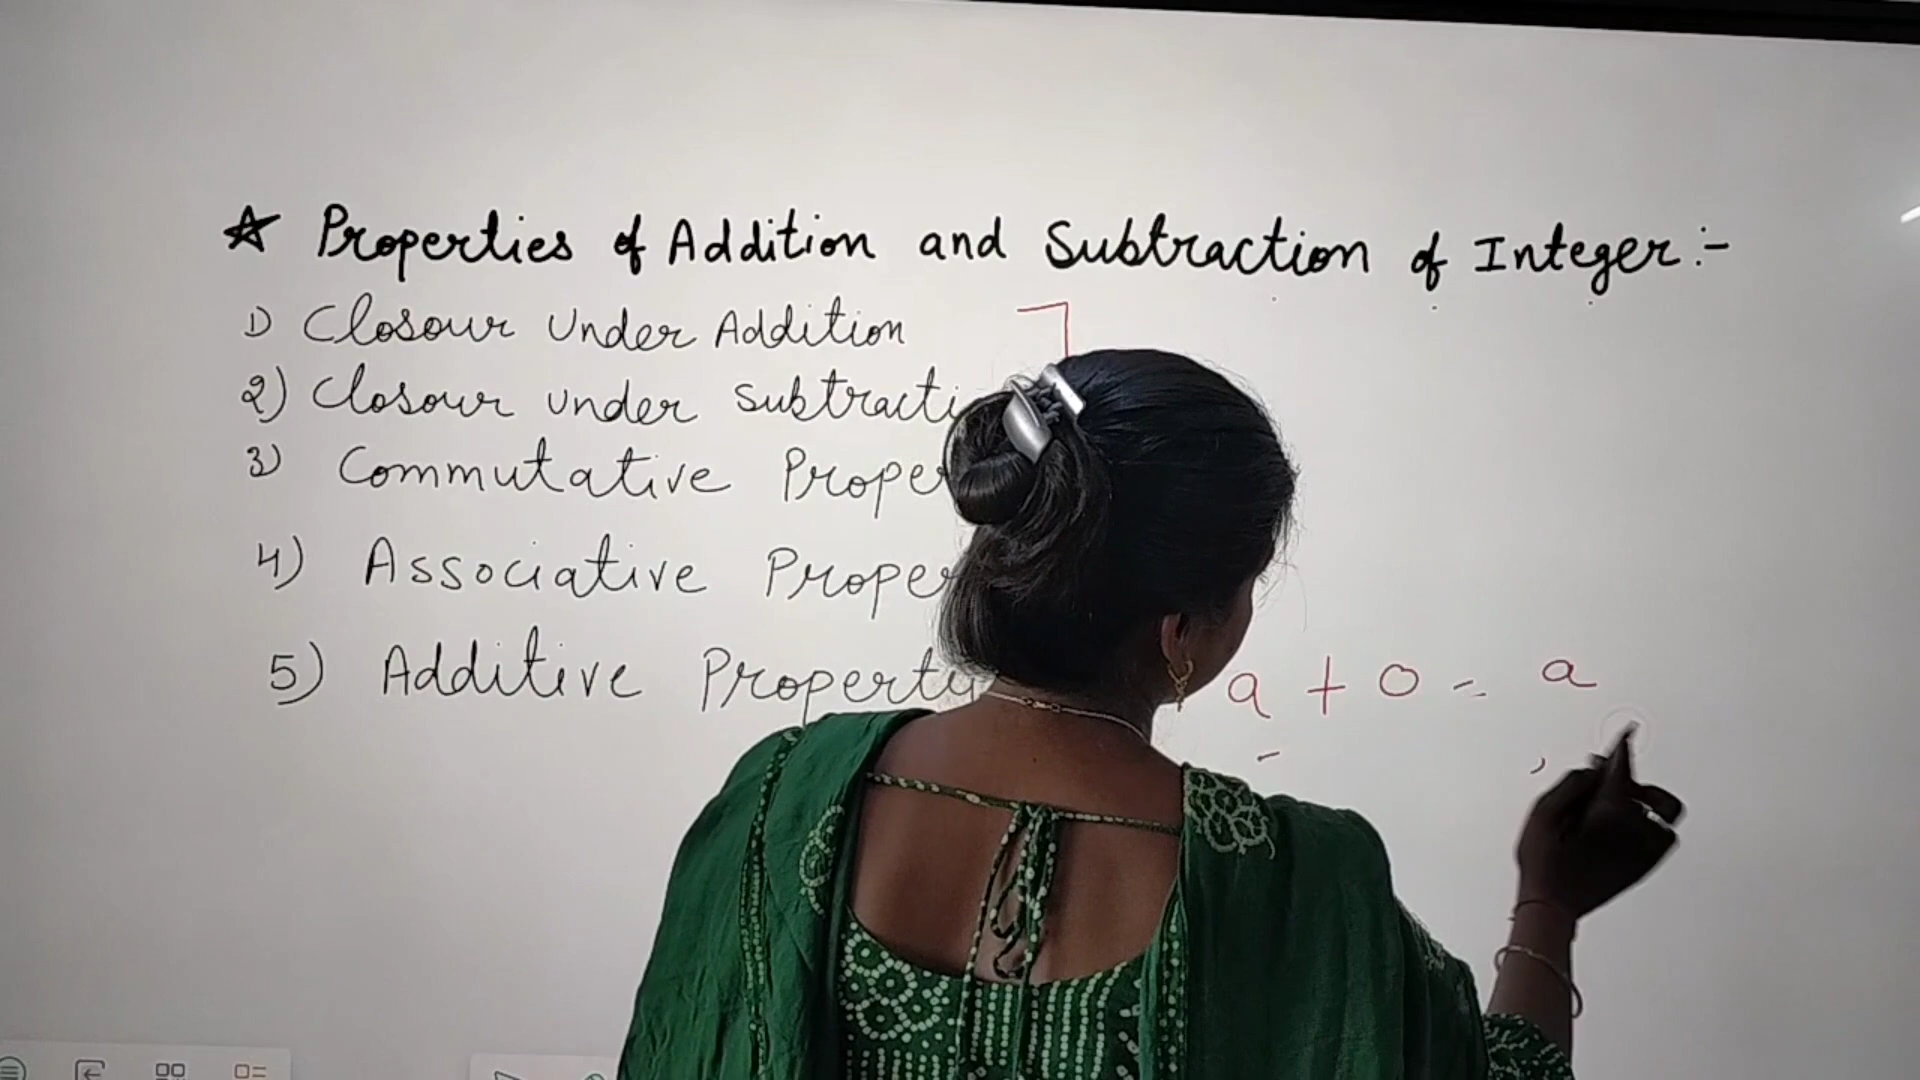 ☆ Properties of Addition and Subtraction of Integer :-
1) Closour Under Addition
2) Closour under Subtracti
3) Commutative Proper
4) Associative Proper
5) Additive Property a + 0 = a